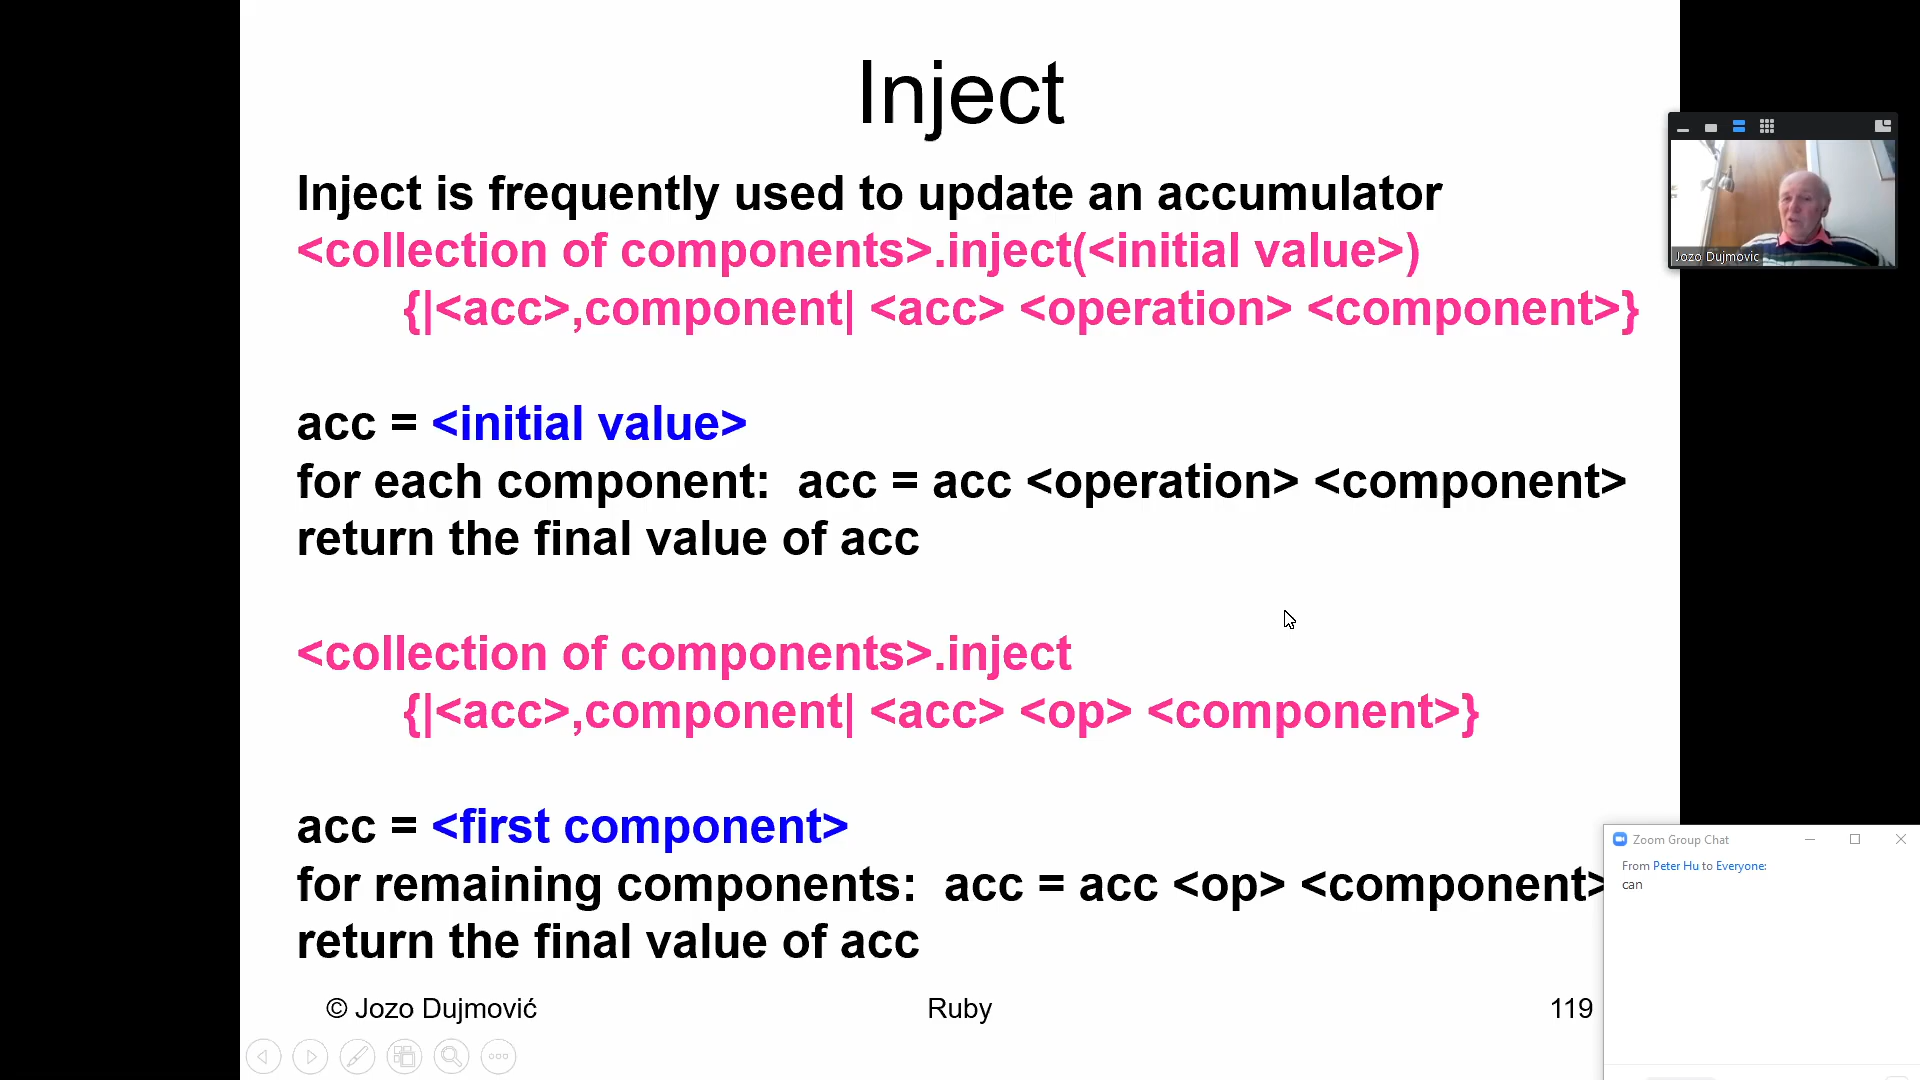 Inject
Inject is frequently used to update an accumulator
<collection of components>.inject(<initial value>)
{|<acc>,component| <acc> <operation> <component>}
acc = <initial value>
for each component:  acc = acc <operation> <component>
return the final value of acc
<collection of components>.inject
{|<acc>,component| <acc> <op> <component>}
acc = <first component>
for remaining components:  acc = acc <op> <component>
return the final value of acc
© Jozo Dujmović
Ruby
119
Jozo Dujmovic
Zoom Group Chat
From Peter Hu to Everyone:
can